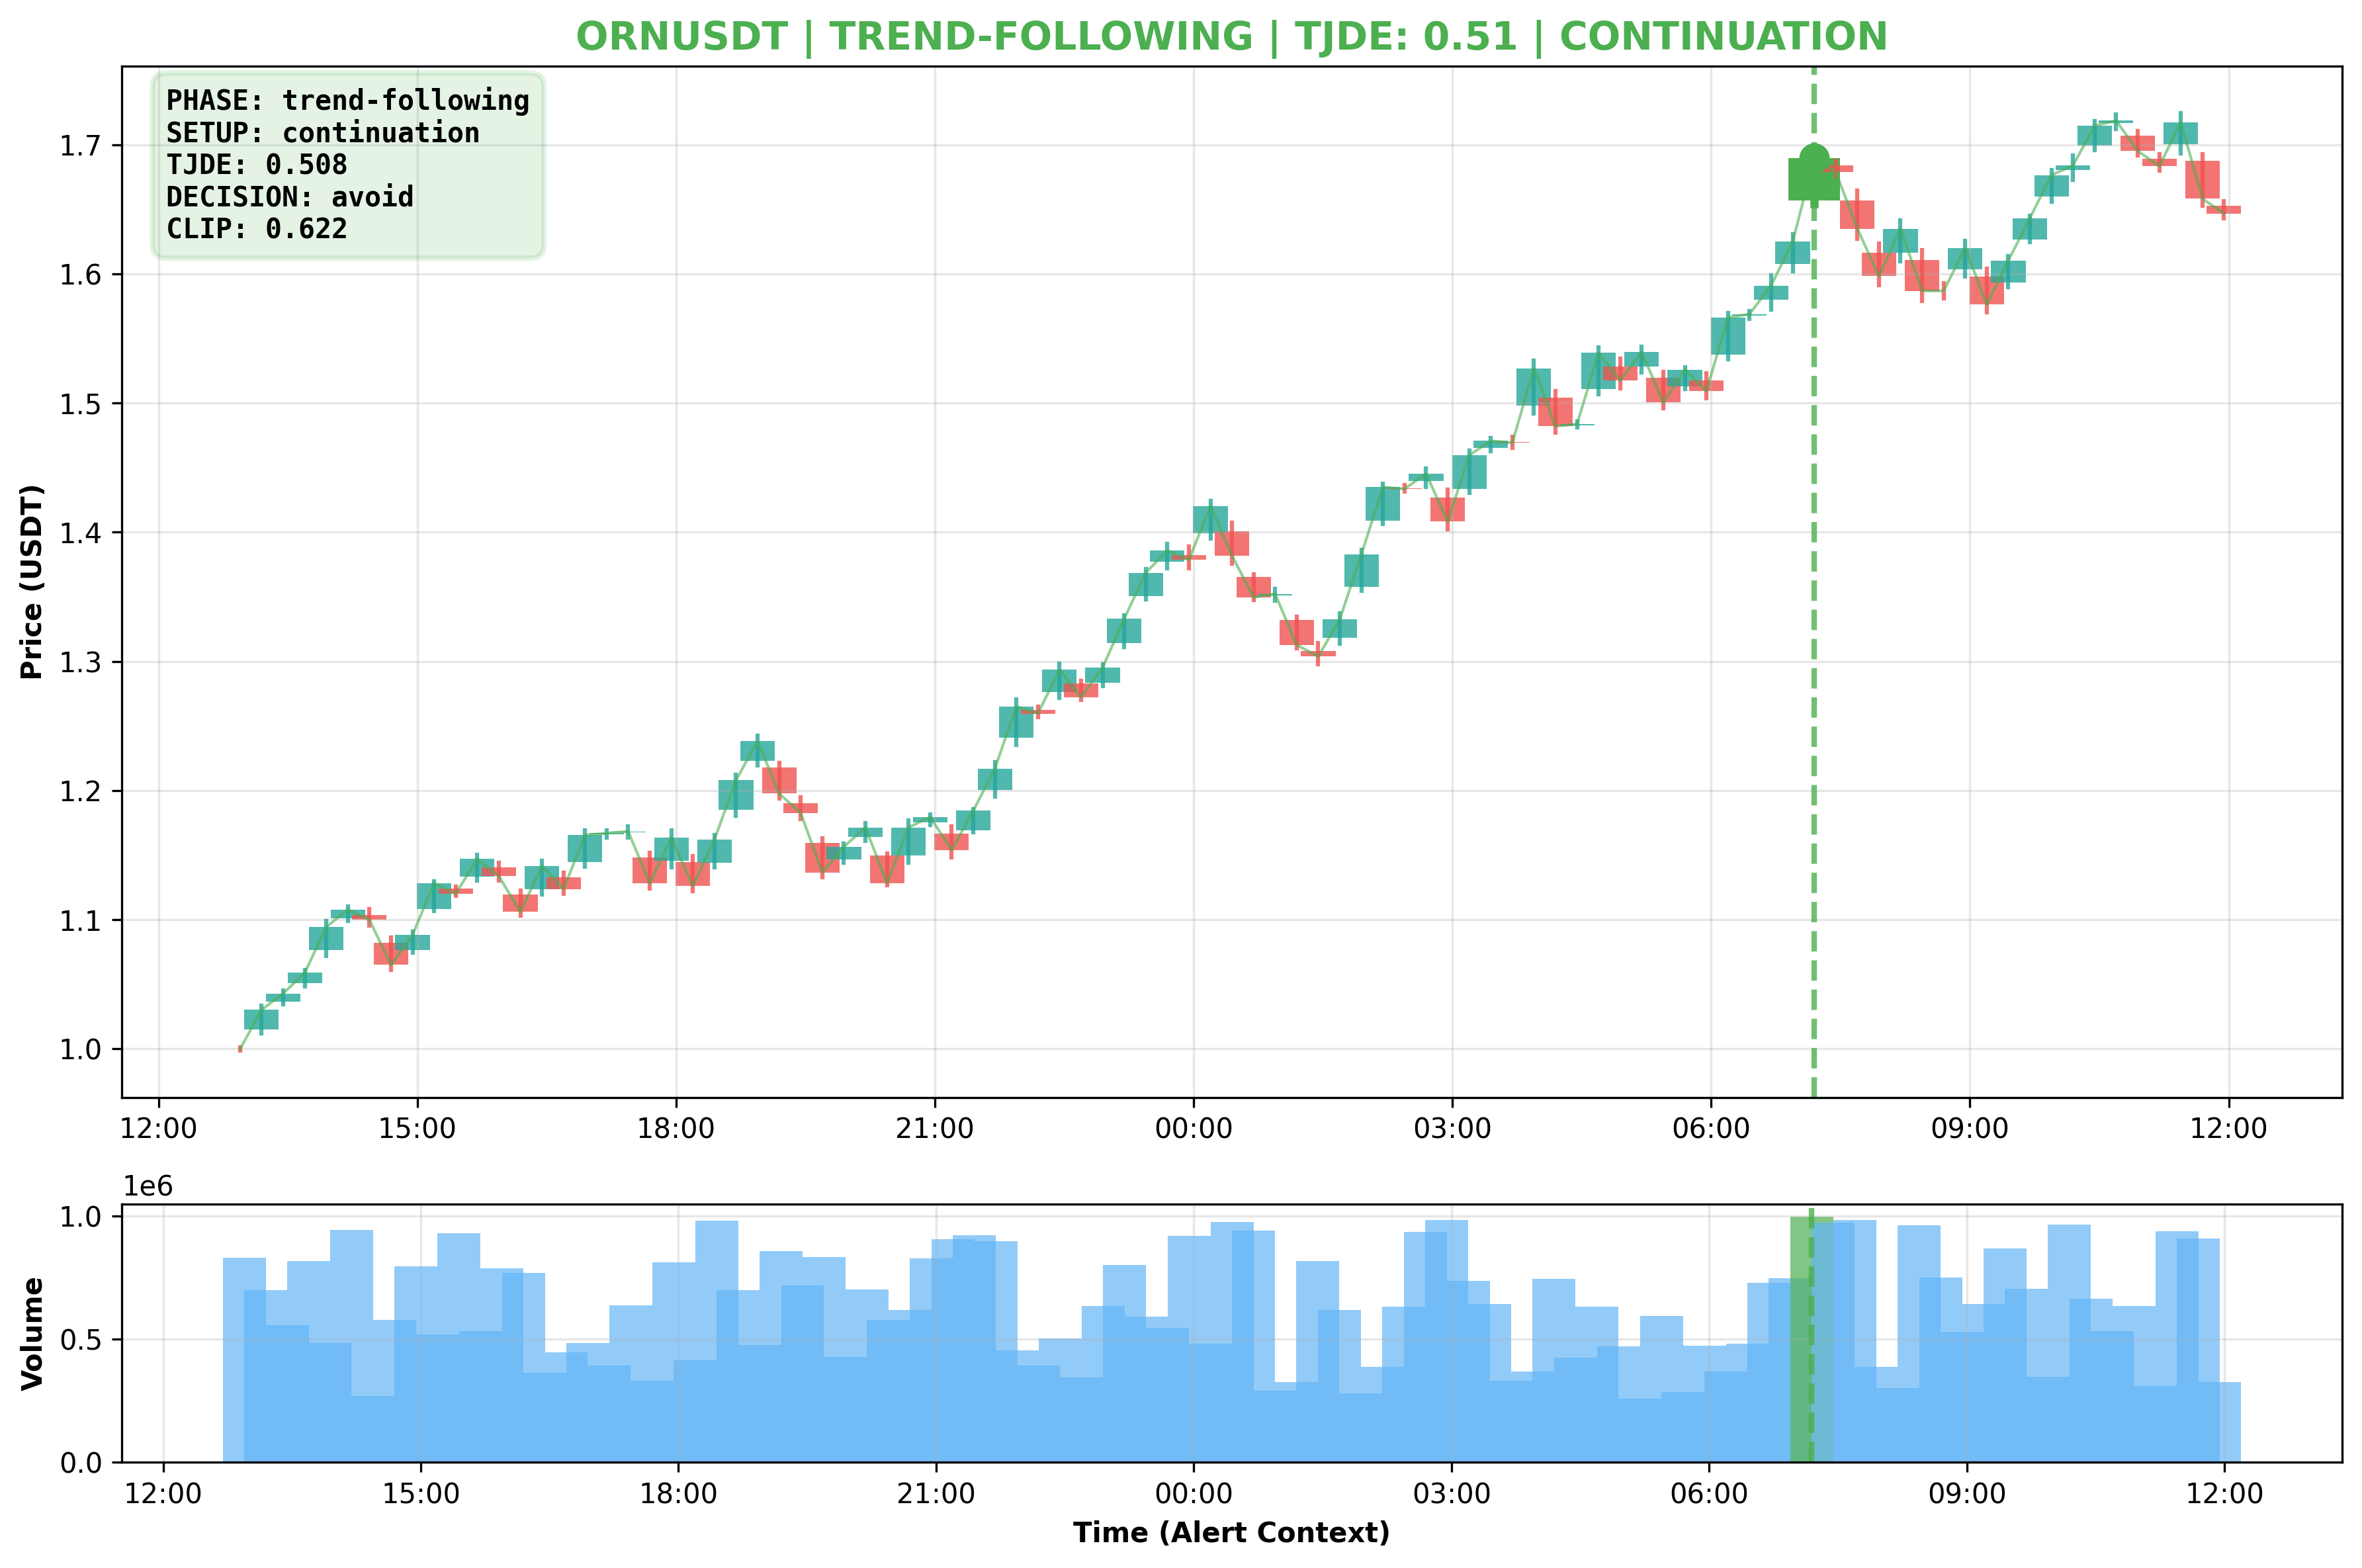 ORNUSDT | TREND-FOLLOWING | TJDE: 0.51 | CONTINUATION
PHASE: trend-following
SETUP: continuation
TJDE: 0.508
DECISION: avoid
CLIP: 0.622
Price (USDT)
1.7
1.6
1.5
1.4
1.3
1.2
1.1
1.0
12:00 15:00 18:00 21:00 00:00 03:00 06:00 09:00 12:00
1e6
Volume
1.0
0.5
0.0
12:00 15:00 18:00 21:00 00:00 03:00 06:00 09:00 12:00
Time (Alert Context)